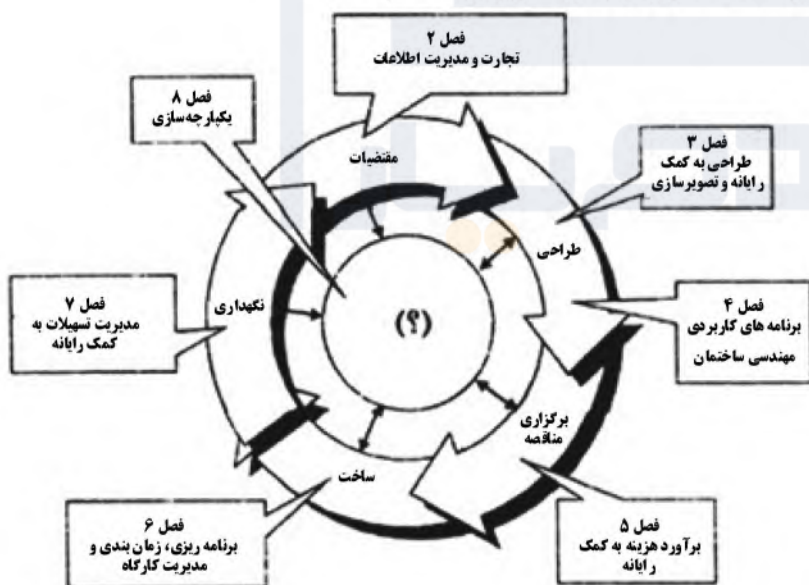 فصل ۲
تجارت و مدیریت اطلاعات
فصل ۸
یکپارچه‌سازی
مقتضیات
فصل ۳
طراحی به کمک
رایانه و تصویرسازی
طراحی
فصل ۷
مدیریت تسهیلات به
کمک رایانه
نگهداری
(؟)
فصل ۴
برنامه های کاربردی
مهندسی ساختمان
برگزاری
مناقصه
ساخت
فصل ۶
برنامه ریزی، زمان بندی و
مدیریت کارگاه
فصل ۵
برآورد هزینه به کمک
رایانه